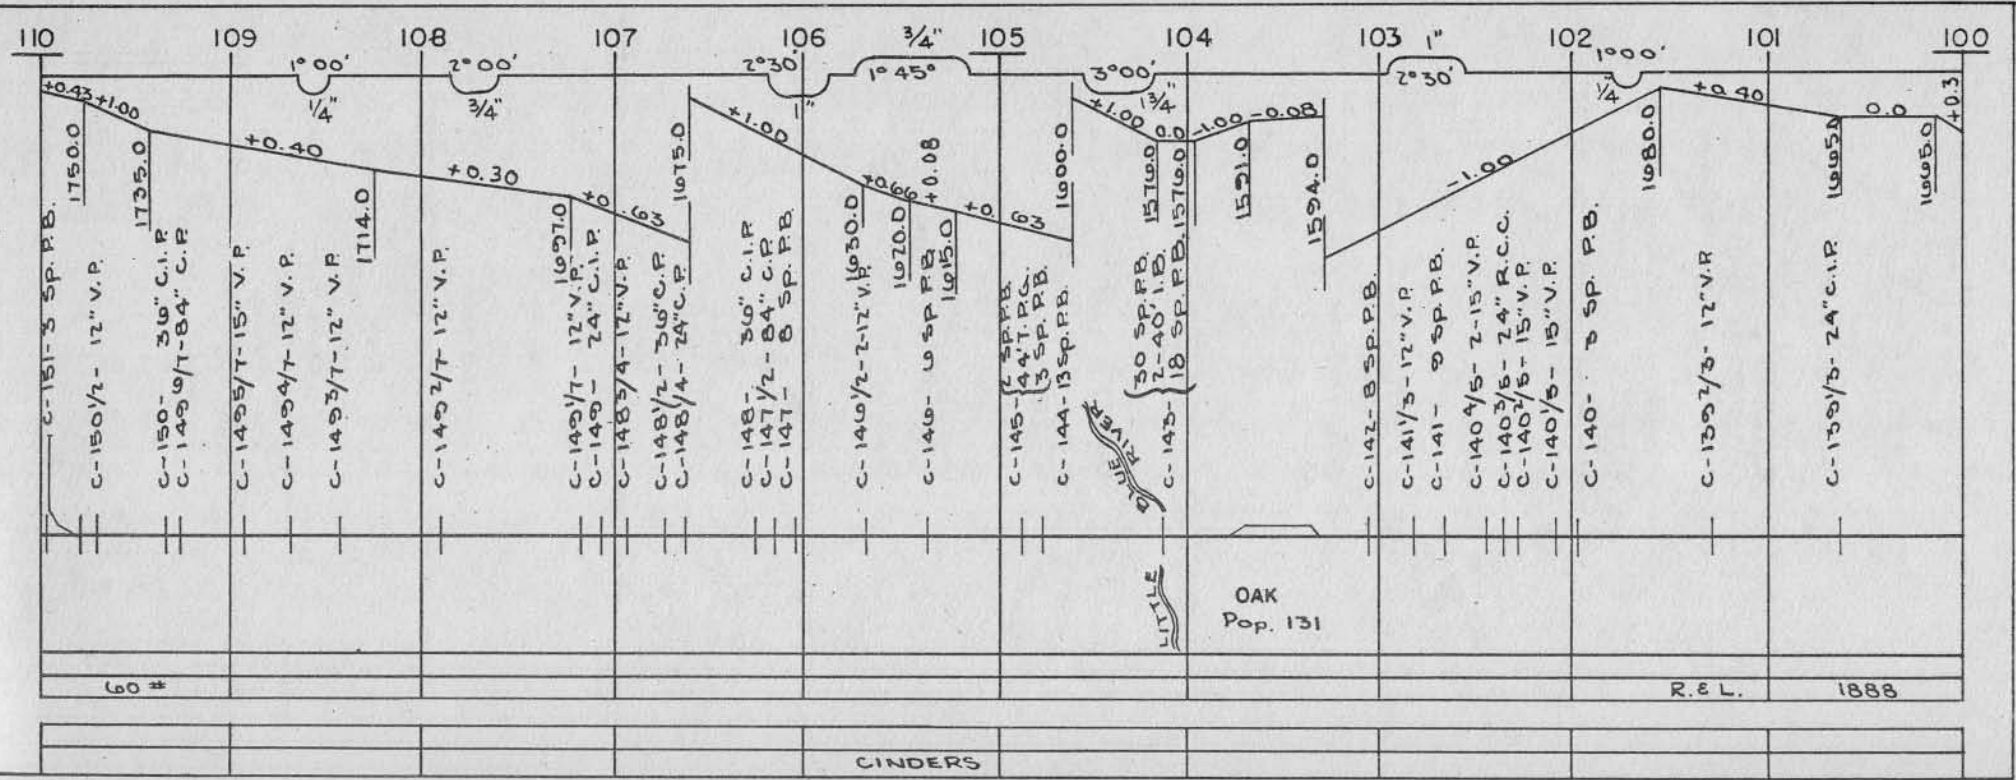 110 109 108 107 106 105 104 103 102 101 100
1°00'
1/4"
2°00'
3/4"
2°30'
1"
3/4"
1°45°
3°00'
1 3/4"
1"
2°30'
1°00'
1/4"
+0.43
+1.00
+0.40
+0.30
+0.63
+1.00
+0.66
+0.08
+0.63
+1.00
0.0
-1.00
-0.08
-1.00
+0.40
0.0
+0.3
1750.0
1735.0
1714.0
1697.0
1675.0
1630.0
1620.0
1615.0
1600.0
1576.0
1576.0
1591.0
1594.0
1680.0
1665.0
1665.0
C-151-3 Sp. P.B.
C-150 1/2- 12" V.P.
C-150- 36" C.I.P.
C-149 6/7-84" C.P.
C-149 5/7-15" V.P.
C-149 4/7-12" V.P.
C-149 3/7-12" V.P.
C-149 2/7-12" V.P.
C-149 1/7-12" V.P.
C-149- 24" C.I.P.
C-148 3/4-12" V.P.
C-148 1/2-36" C.P.
C-148 1/4-24" C.P.
C-148- 36" C.I.P.
C-147 1/2-84" C.P.
C-147- 8 Sp. P.B.
C-146 1/2-2-12" V.P.
C-146- 6 Sp. P.B.
C-145-
2 Sp. P.B.
44' T.P.G.
3 Sp. P.B.
C-144-13 Sp. P.B.
C-143-
30 Sp. P.B.
2-40' I.B.
18 Sp. P.B.
C-142-8 Sp. P.B.
C-141 1/3-12" V.P.
C-141- 9 Sp. P.B.
C-140 4/5-2-15" V.P.
C-140 3/5-24" R.C.C.
C-140 2/5-15" V.P.
C-140 1/5-15" V.P.
C-140- 3 Sp. P.B.
C-139 2/3-12" V.P.
C-139 1/3-24" C.I.P.
LITTLE BLUE RIVER
OAK
Pop. 131
60 #
R. & L. 1888
CINDERS